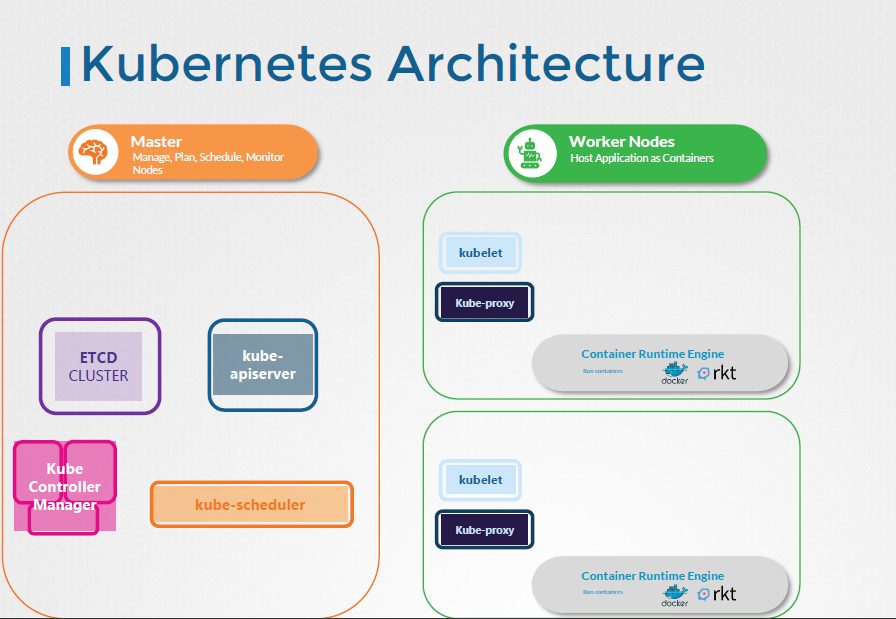 Kubernetes Architecture
Master
Manage, Plan, Schedule, Monitor
Nodes
ETCD
CLUSTER
kube-
apiserver
Kube
Controller
Manager
kube-scheduler
Worker Nodes
Host Application as Containers
kubelet
Kube-proxy
Container Runtime Engine
Run containers
docker
rkt
kubelet
Kube-proxy
Container Runtime Engine
Run containers
docker
rkt